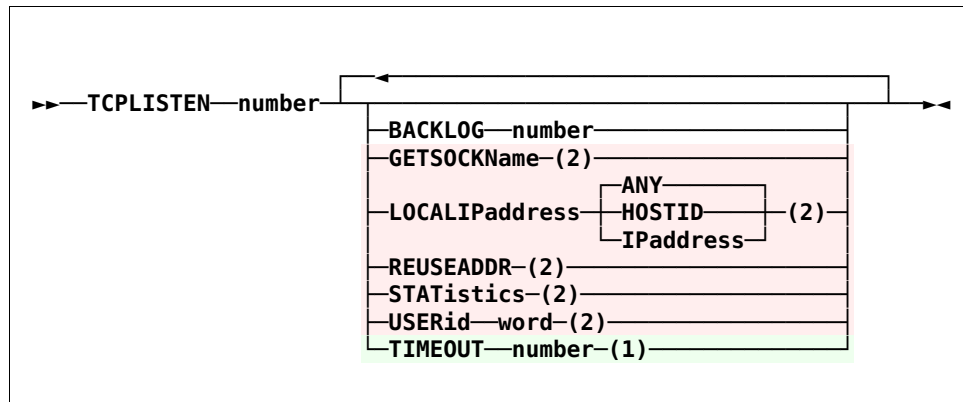 ►►──TCPLISTEN──number──►◄
BACKLOG──number
GETSOCKName─(2)
ANY
LOCALIPaddress──HOSTID──(2)
IPaddress
REUSEADDR─(2)
STATistics─(2)
USERid──word─(2)
TIMEOUT──number─(1)